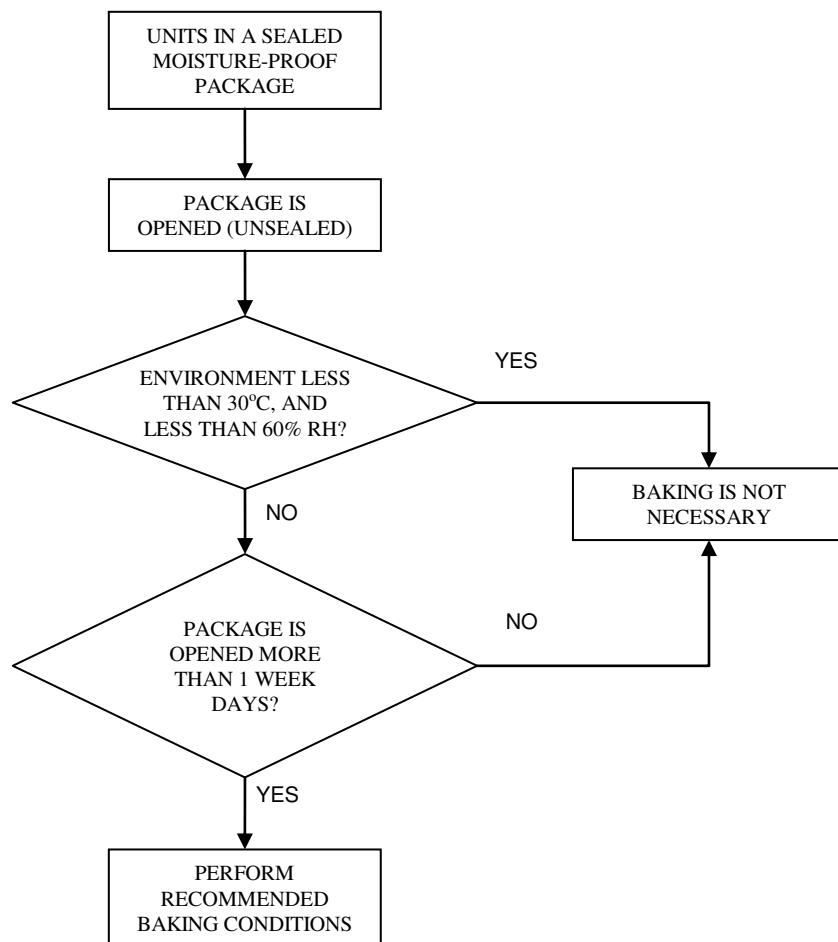 UNITS IN A SEALED
MOISTURE-PROOF
PACKAGE
PACKAGE IS
OPENED (UNSEALED)
ENVIRONMENT LESS
THAN 30°C, AND
LESS THAN 60% RH?
YES
BAKING IS NOT
NECESSARY
NO
PACKAGE IS
OPENED MORE
THAN 1 WEEK
DAYS?
NO
YES
PERFORM
RECOMMENDED
BAKING CONDITIONS